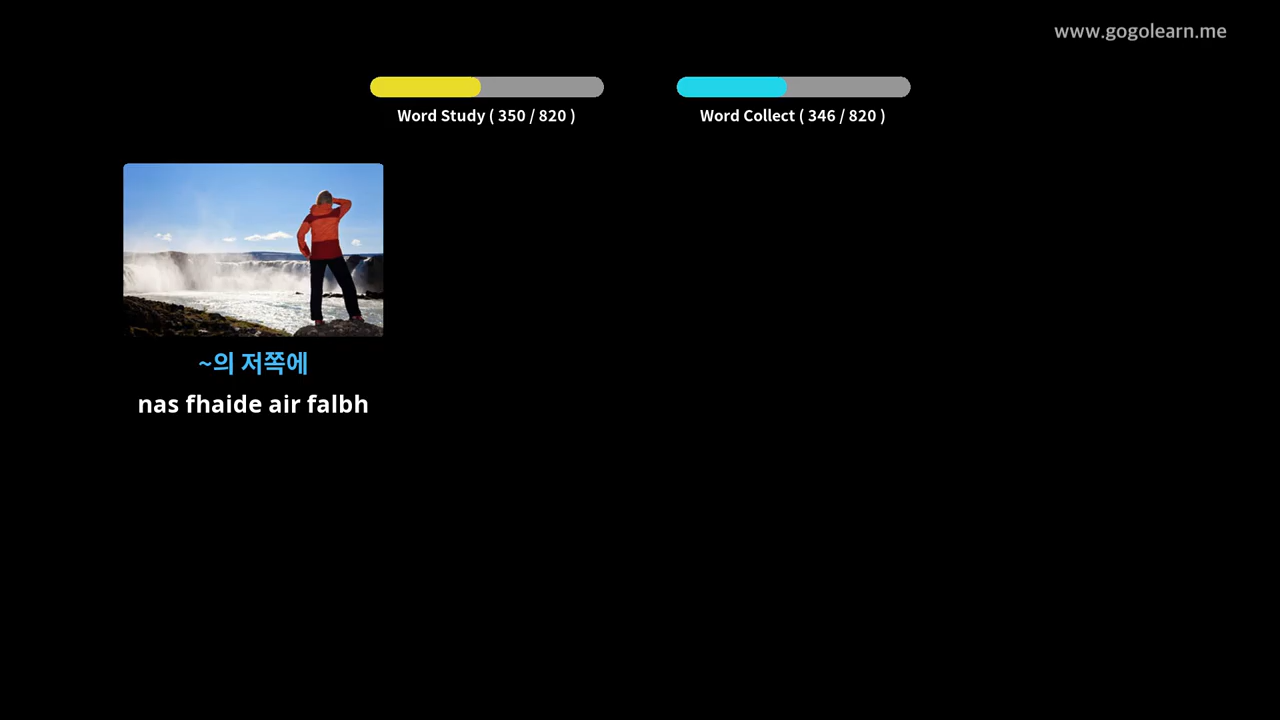 www.gogolearn.me
Word Study ( 350 / 820 )
Word Collect ( 346 / 820 )
~의 저쪽에
nas fhaide air falbh